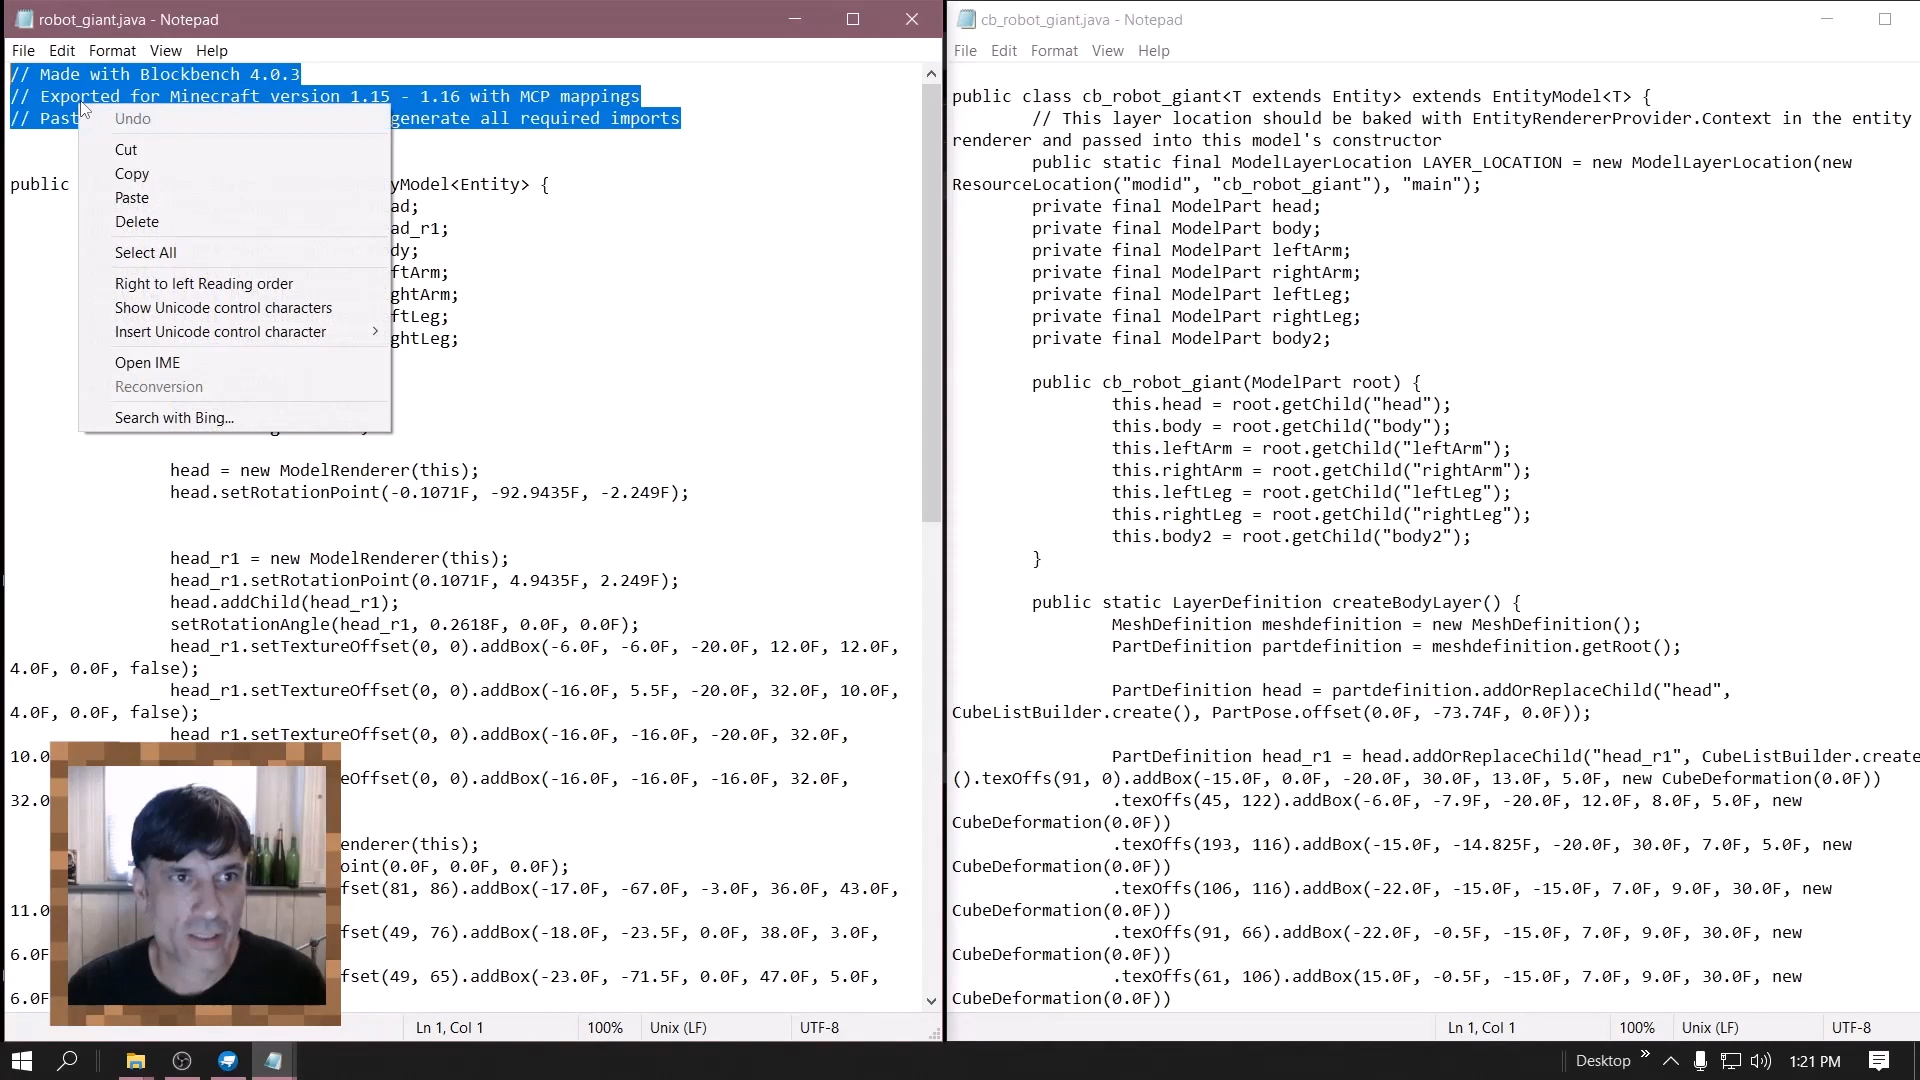 robot_giant.java - Notepad
File Edit Format View Help
// Made with Blockbench 4.0.3
// Exported for Minecraft version 1.15 - 1.16 with MCP mappings
// Past generate all required imports
Undo
Cut
Copy
Paste
Delete
Select All
Right to left Reading order
Show Unicode control characters
Insert Unicode control character
Open IME
Reconversion
Search with Bing...
public yModel<Entity> {
ad;
ad_r1;
dy;
ftArm;
ghtArm;
ftLeg;
ghtLeg;
head = new ModelRenderer(this);
head.setRotationPoint(-0.1071F, -92.9435F, -2.249F);
head_r1 = new ModelRenderer(this);
head_r1.setRotationPoint(0.1071F, 4.9435F, 2.249F);
head.addChild(head_r1);
setRotationAngle(head_r1, 0.2618F, 0.0F, 0.0F);
head_r1.setTextureOffset(0, 0).addBox(-6.0F, -6.0F, -20.0F, 12.0F, 12.0F,
4.0F, 0.0F, false);
head_r1.setTextureOffset(0, 0).addBox(-16.0F, 5.5F, -20.0F, 32.0F, 10.0F,
4.0F, 0.0F, false);
head_r1.setTextureOffset(0, 0).addBox(-16.0F, -16.0F, -20.0F, 32.0F,
10.0
eOffset(0, 0).addBox(-16.0F, -16.0F, -16.0F, 32.0F,
32.0
enderer(this);
oint(0.0F, 0.0F, 0.0F);
ffset(81, 86).addBox(-17.0F, -67.0F, -3.0F, 36.0F, 43.0F,
11.0
ffset(49, 76).addBox(-18.0F, -23.5F, 0.0F, 38.0F, 3.0F,
6.0F
ffset(49, 65).addBox(-23.0F, -71.5F, 0.0F, 47.0F, 5.0F,
6.0F
Ln 1, Col 1 100% Unix (LF) UTF-8
cb_robot_giant.java - Notepad
File Edit Format View Help
public class cb_robot_giant<T extends Entity> extends EntityModel<T> {
// This layer location should be baked with EntityRendererProvider.Context in the entity
renderer and passed into this model's constructor
public static final ModelLayerLocation LAYER_LOCATION = new ModelLayerLocation(new
ResourceLocation("modid", "cb_robot_giant"), "main");
private final ModelPart head;
private final ModelPart body;
private final ModelPart leftArm;
private final ModelPart rightArm;
private final ModelPart leftLeg;
private final ModelPart rightLeg;
private final ModelPart body2;
public cb_robot_giant(ModelPart root) {
this.head = root.getChild("head");
this.body = root.getChild("body");
this.leftArm = root.getChild("leftArm");
this.rightArm = root.getChild("rightArm");
this.leftLeg = root.getChild("leftLeg");
this.rightLeg = root.getChild("rightLeg");
this.body2 = root.getChild("body2");
}
public static LayerDefinition createBodyLayer() {
MeshDefinition meshdefinition = new MeshDefinition();
PartDefinition partdefinition = meshdefinition.getRoot();
PartDefinition head = partdefinition.addOrReplaceChild("head",
CubeListBuilder.create(), PartPose.offset(0.0F, -73.74F, 0.0F));
PartDefinition head_r1 = head.addOrReplaceChild("head_r1", CubeListBuilder.create
().texOffs(91, 0).addBox(-15.0F, 0.0F, -20.0F, 30.0F, 13.0F, 5.0F, new CubeDeformation(0.0F))
.texOffs(45, 122).addBox(-6.0F, -7.9F, -20.0F, 12.0F, 8.0F, 5.0F, new
CubeDeformation(0.0F))
.texOffs(193, 116).addBox(-15.0F, -14.825F, -20.0F, 30.0F, 7.0F, 5.0F, new
CubeDeformation(0.0F))
.texOffs(106, 116).addBox(-22.0F, -15.0F, -15.0F, 7.0F, 9.0F, 30.0F, new
CubeDeformation(0.0F))
.texOffs(91, 66).addBox(-22.0F, -0.5F, -15.0F, 7.0F, 9.0F, 30.0F, new
CubeDeformation(0.0F))
.texOffs(61, 106).addBox(15.0F, -0.5F, -15.0F, 7.0F, 9.0F, 30.0F, new
CubeDeformation(0.0F))
Ln 1, Col 1 100% Unix (LF) UTF-8
Desktop 1:21 PM